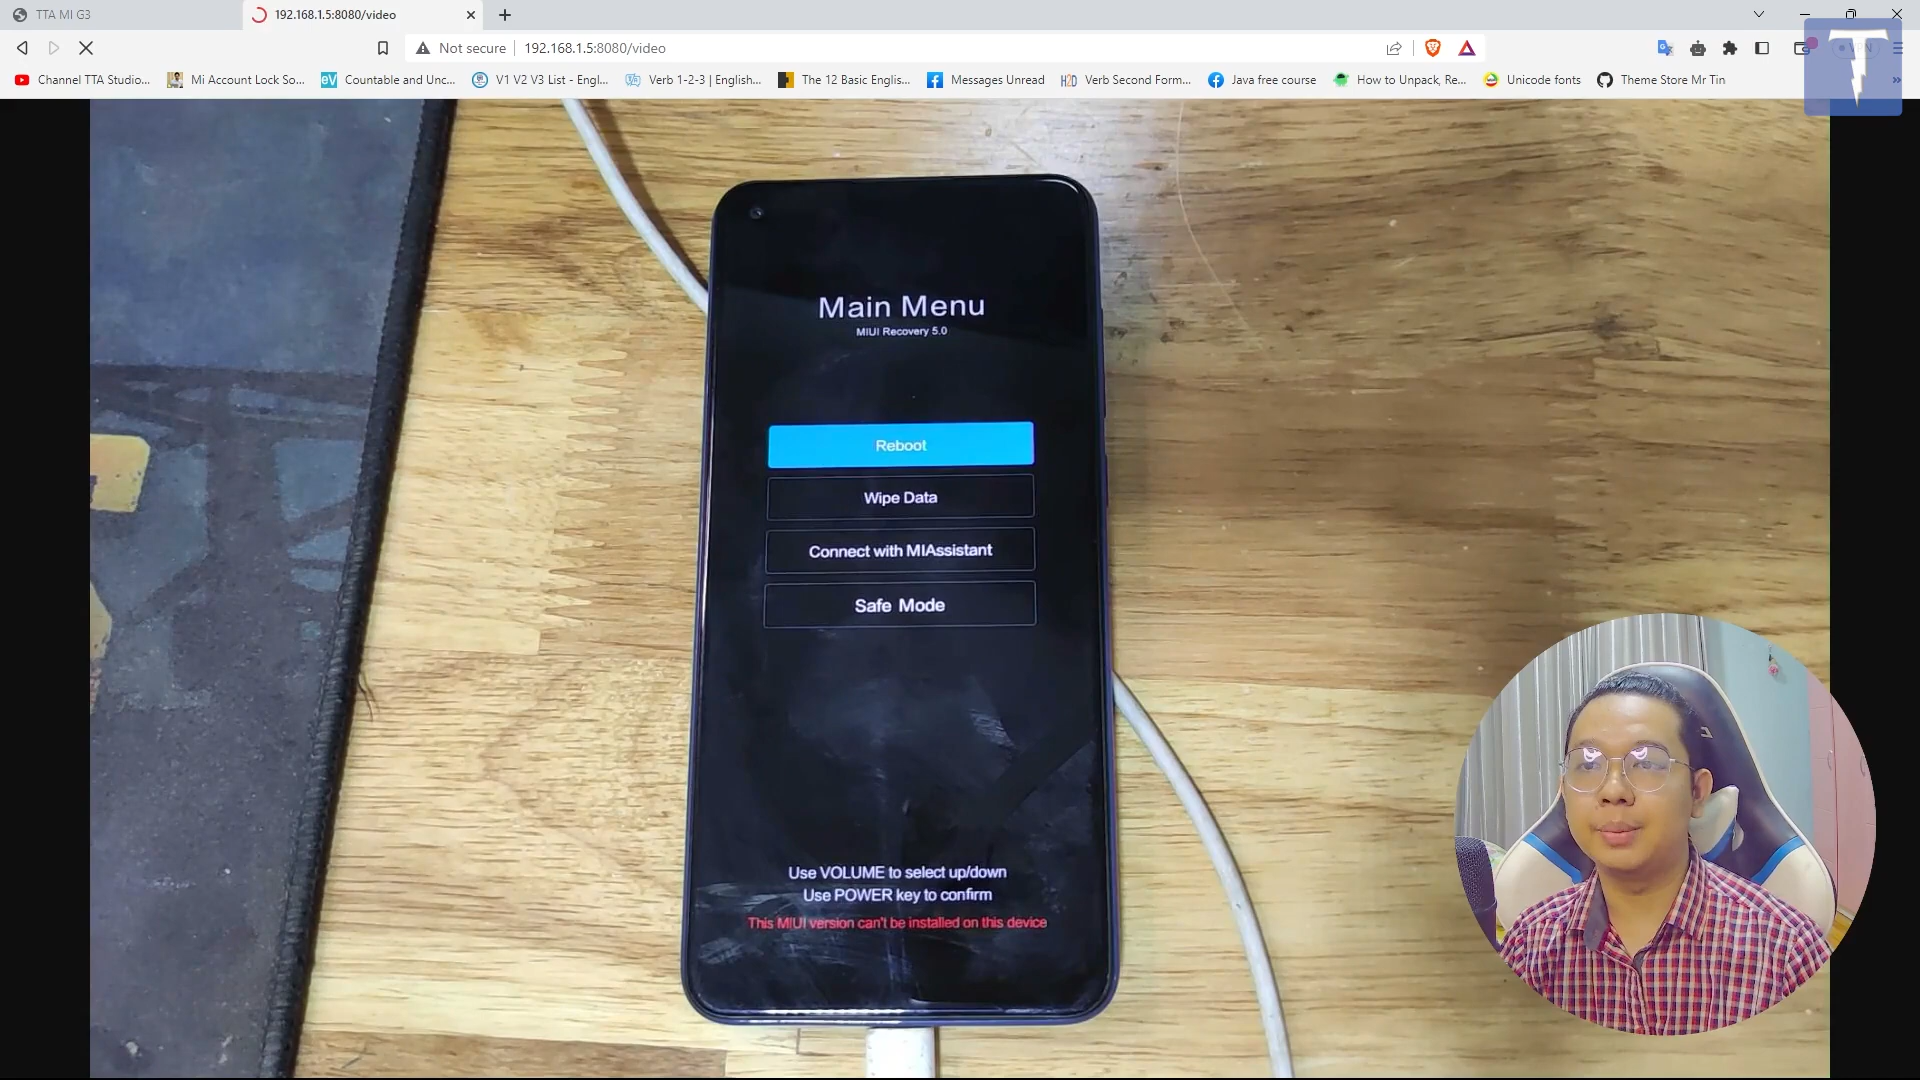 TTA MI G3
192.168.1.5:8080/video
Not secure
192.168.1.5:8080/video
VPN
Channel TTA Studio...
Mi Account Lock So...
eV
Countable and Unc...
V1 V2 V3 List - Engl...
Verb 1-2-3 | English...
The 12 Basic Englis...
Messages Unread
Verb Second Form...
Java free course
How to Unpack, Re...
Unicode fonts
Theme Store Mr Tin
T
Main Menu
MIUI Recovery 5.0
Reboot
Wipe Data
Connect with MIAssistant
Safe Mode
Use VOLUME to select up/down
Use POWER key to confirm
This MIUI version can't be installed on this device